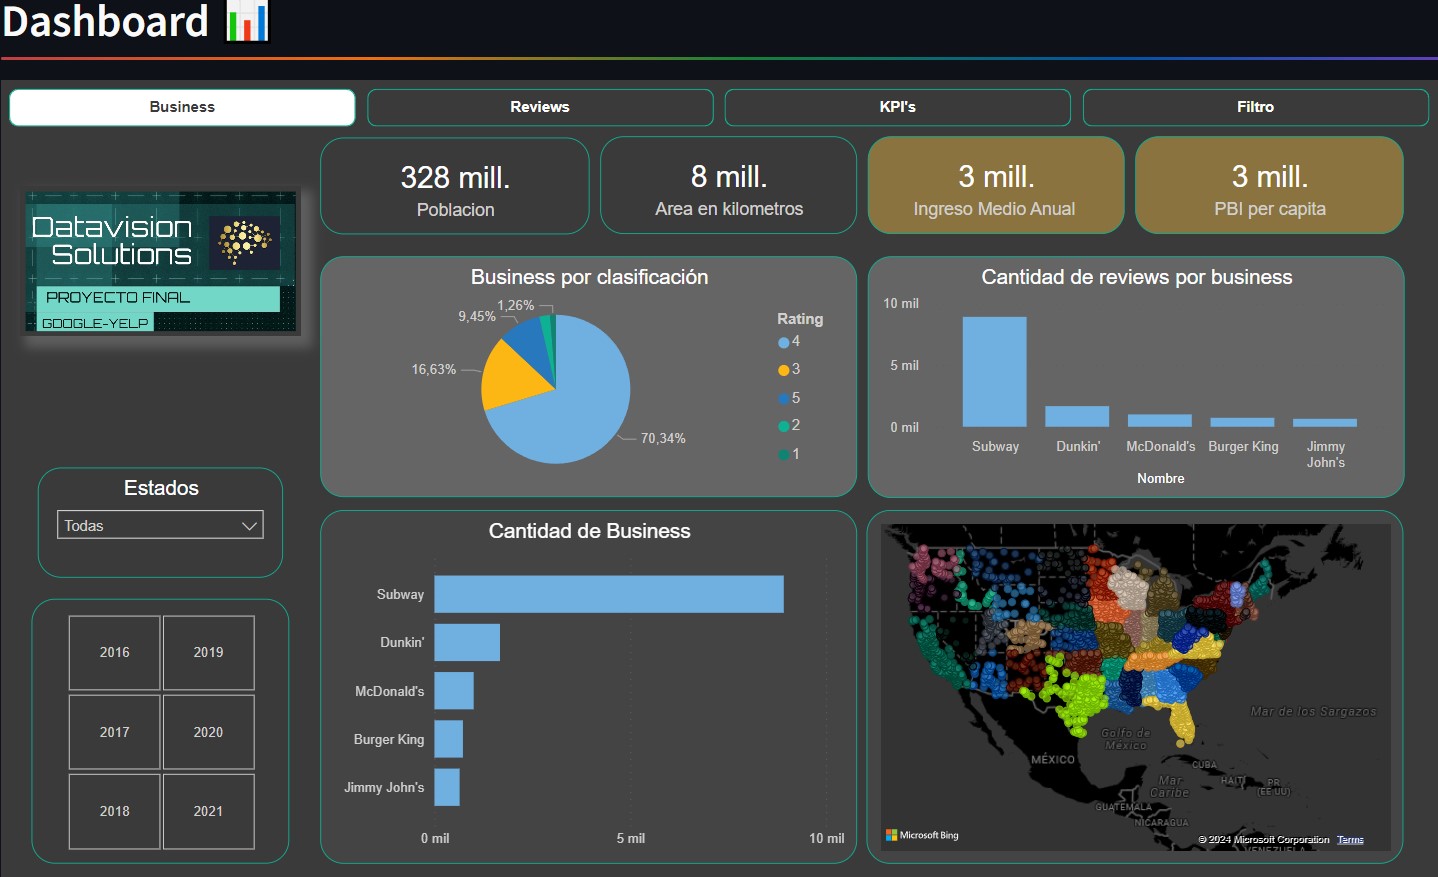 Dashboard
Business
Reviews
KPI's
Filtro
328 mill.
Poblacion
8 mill.
Area en kilometros
3 mill.
Ingreso Medio Anual
3 mill.
PBI per capita
Datavision
Solutions
PROYECTO FINAL
GOOGLE-YELP
Business por clasificación
1,26%
9,45%
16,63%
70,34%
Rating
4
3
5
2
1
Cantidad de reviews por business
10 mil
5 mil
0 mil
Subway
Dunkin'
McDonald's
Burger King
Jimmy
John's
Nombre
Estados
Todas
2016
2019
2017
2020
2018
2021
Cantidad de Business
Subway
Dunkin'
McDonald's
Burger King
Jimmy John's
0 mil
5 mil
10 mil
Mar de los Sargazos
Golfo de
México
MÉXICO
CUBA
HAITÍ
PR
(EE.UU)
Mar
Caribe
GUATEMALA
NICARAGUA
Microsoft Bing
© 2024 Microsoft Corporation
Terms
VENEZUELA